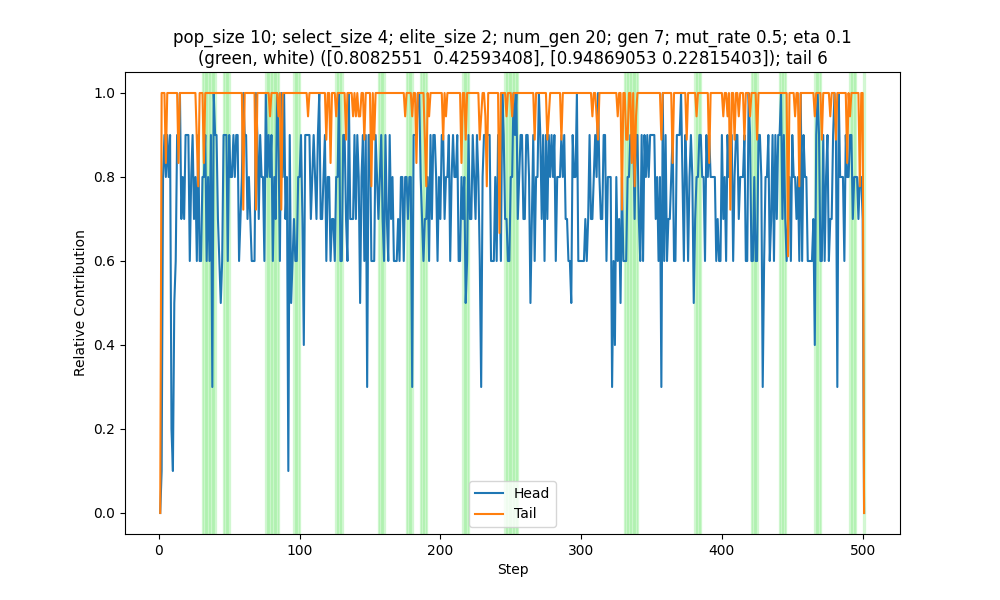 pop_size 10; select_size 4; elite_size 2; num_gen 20; gen 7; mut_rate 0.5; eta 0.1
(green, white) ([0.8082551  0.42593408], [0.94869053 0.22815403]); tail 6
Relative Contribution
1.0
0.8
0.6
0.4
0.2
0.0
Head
Tail
0
100
200
300
400
500
Step